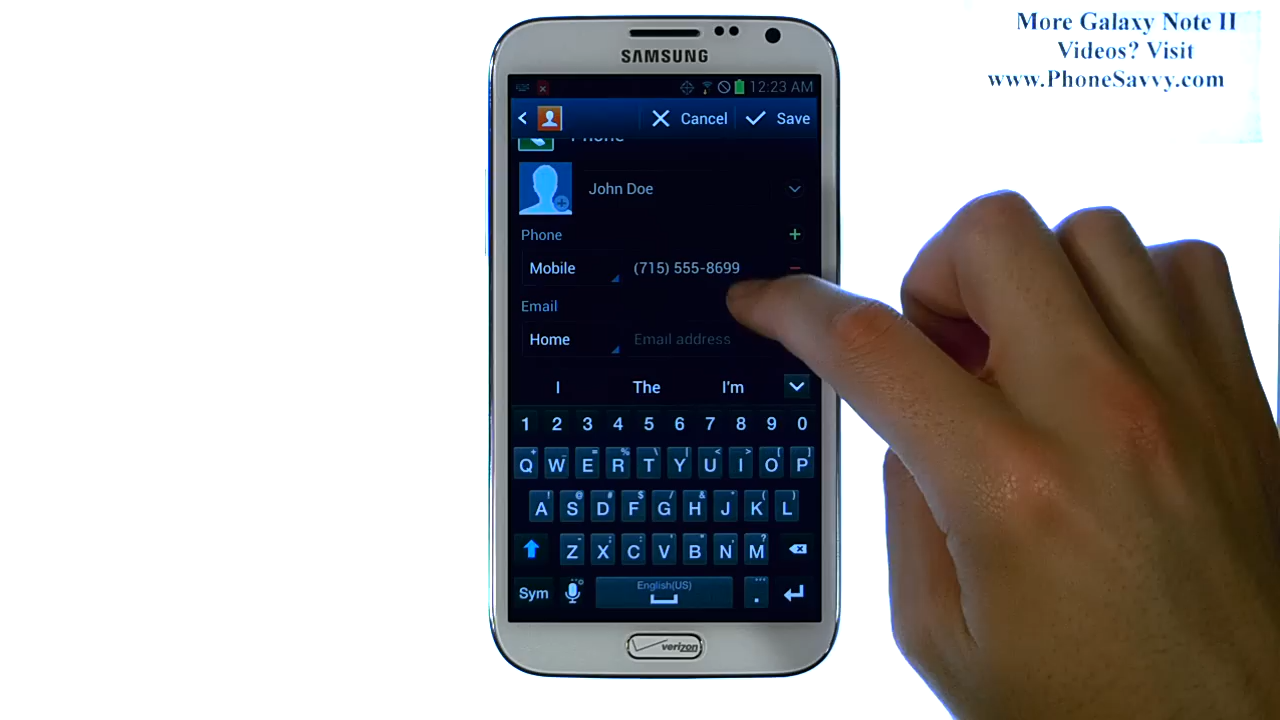 More Galaxy Note II
Videos? Visit
www.PhoneSavvy.com
SAMSUNG
12:23 AM
Cancel Save
Phone
John Doe
Phone
Mobile (715) 555-8699
Email
Home Email address
I The I'm
1 2 3 4 5 6 7 8 9 0
Q W E R T Y U I O P
A S D F G H J K L
Z X C V B N M
Sym English(US) .
verizon